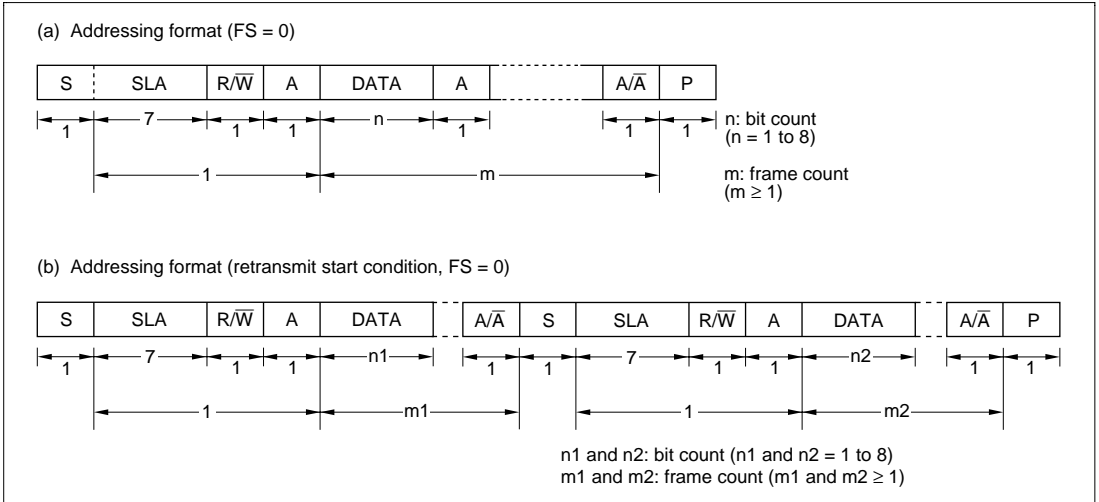 (a) Addressing format (FS = 0)
S SLA R/W̅ A DATA A A/A̅ P
1 7 1 1 n 1 1 1
n: bit count
(n = 1 to 8)
1 m
m: frame count
(m ≥ 1)
(b) Addressing format (retransmit start condition, FS = 0)
S SLA R/W̅ A DATA A/A̅ S SLA R/W̅ A DATA A/A̅ P
1 7 1 1 n1 1 1 7 1 1 n2 1 1
1 m1 1 m2
n1 and n2: bit count (n1 and n2 = 1 to 8)
m1 and m2: frame count (m1 and m2 ≥ 1)